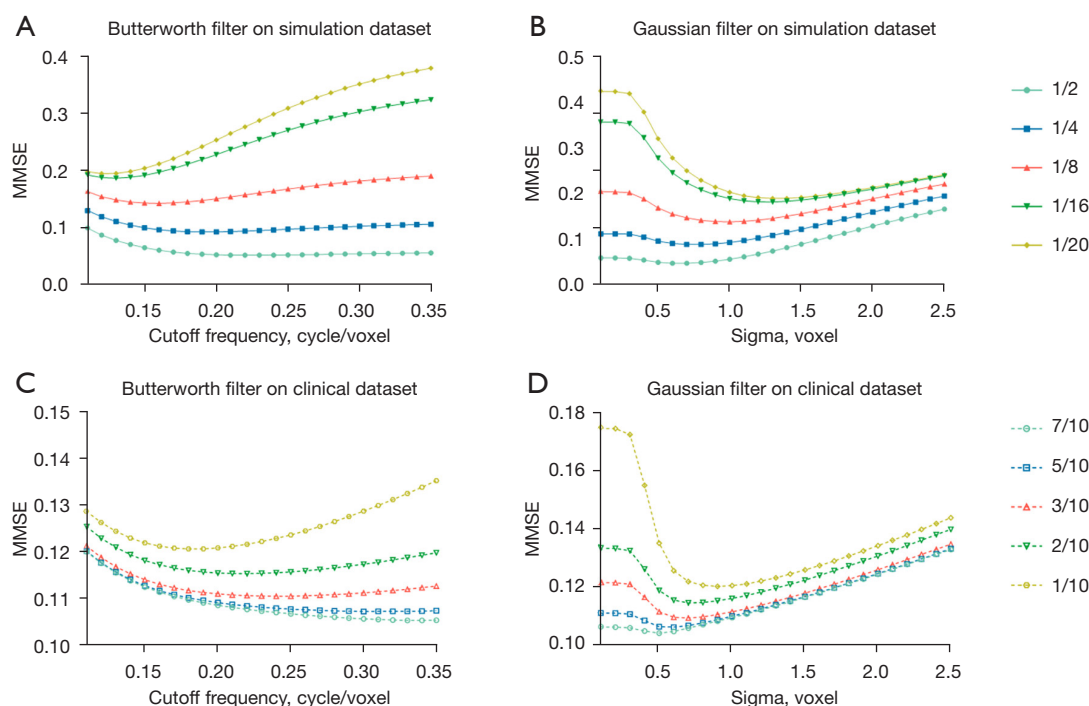 A
Butterworth filter on simulation dataset
0.4
0.3
0.2
0.1
0.0
MMSE
0.15 0.20 0.25 0.30 0.35
Cutoff frequency, cycle/voxel
B
Gaussian filter on simulation dataset
0.5
0.4
0.3
0.2
0.1
0.0
MMSE
0.5 1.0 1.5 2.0 2.5
Sigma, voxel
1/2
1/4
1/8
1/16
1/20
C
Butterworth filter on clinical dataset
0.15
0.14
0.13
0.12
0.11
0.10
MMSE
0.15 0.20 0.25 0.30 0.35
Cutoff frequency, cycle/voxel
D
Gaussian filter on clinical dataset
0.18
0.16
0.14
0.12
0.10
MMSE
0.5 1.0 1.5 2.0 2.5
Sigma, voxel
7/10
5/10
3/10
2/10
1/10